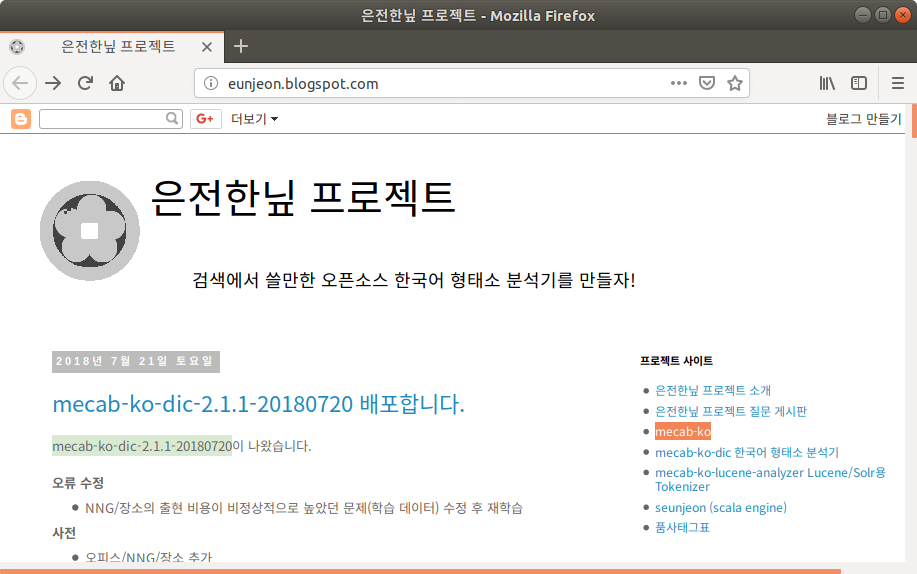 은전한닢 프로젝트 - Mozilla Firefox
은전한닢 프로젝트
eunjeon.blogspot.com
G+ 더보기 블로그 만들기
은전한닢 프로젝트
검색에서 쓸만한 오픈소스 한국어 형태소 분석기를 만들자!
2018년 7월 21일 토요일
mecab-ko-dic-2.1.1-20180720 배포합니다.
mecab-ko-dic-2.1.1-20180720이 나왔습니다.
오류 수정
NNG/장소의 출현 비용이 비정상적으로 높았던 문제(학습 데이터) 수정 후 재학습
사전
오피스/NNG/장소 추가
프로젝트 사이트
은전한닢 프로젝트 소개
은전한닢 프로젝트 질문 게시판
mecab-ko
mecab-ko-dic 한국어 형태소 분석기
mecab-ko-lucene-analyzer Lucene/Solr용
Tokenizer
seunjeon (scala engine)
품사태그표